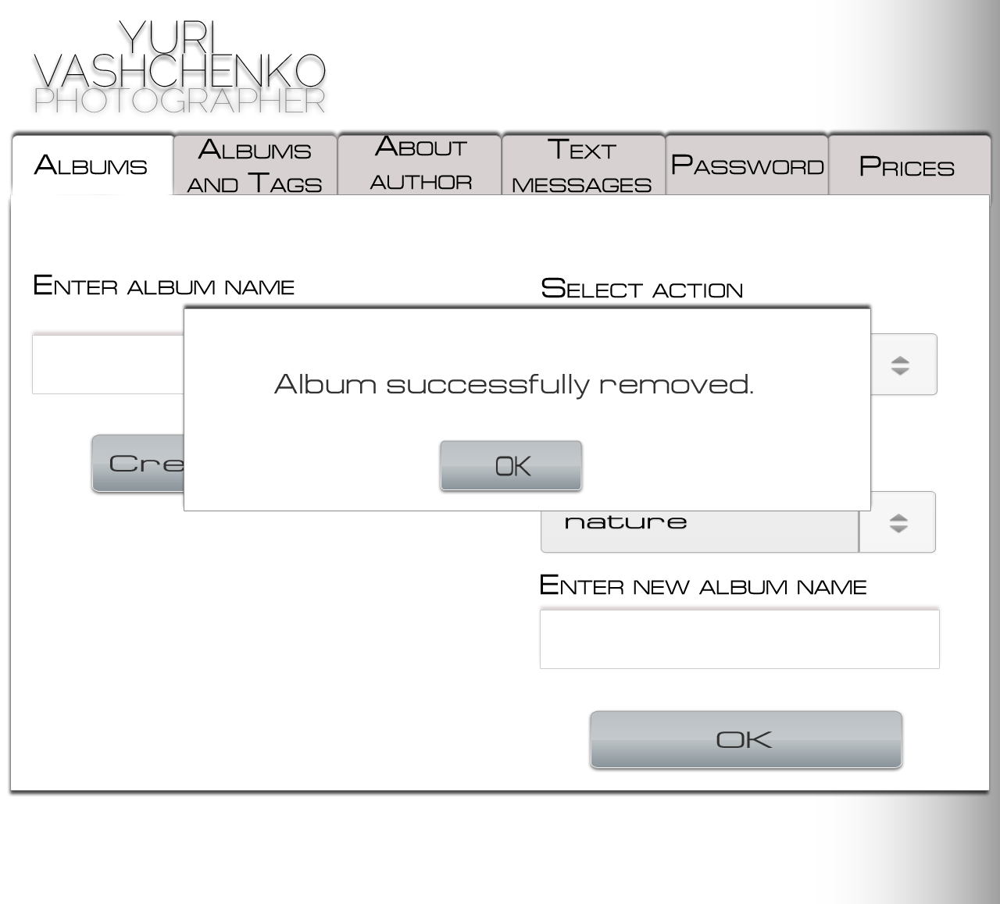 YURI
VASHCHENKO
PHOTOGRAPHER
Albums
Albums
and Tags
About
author
Text
messages
Password
Prices
Enter album name
Select action
Album successfully removed.
Cre
OK
nature
Enter new album name
OK